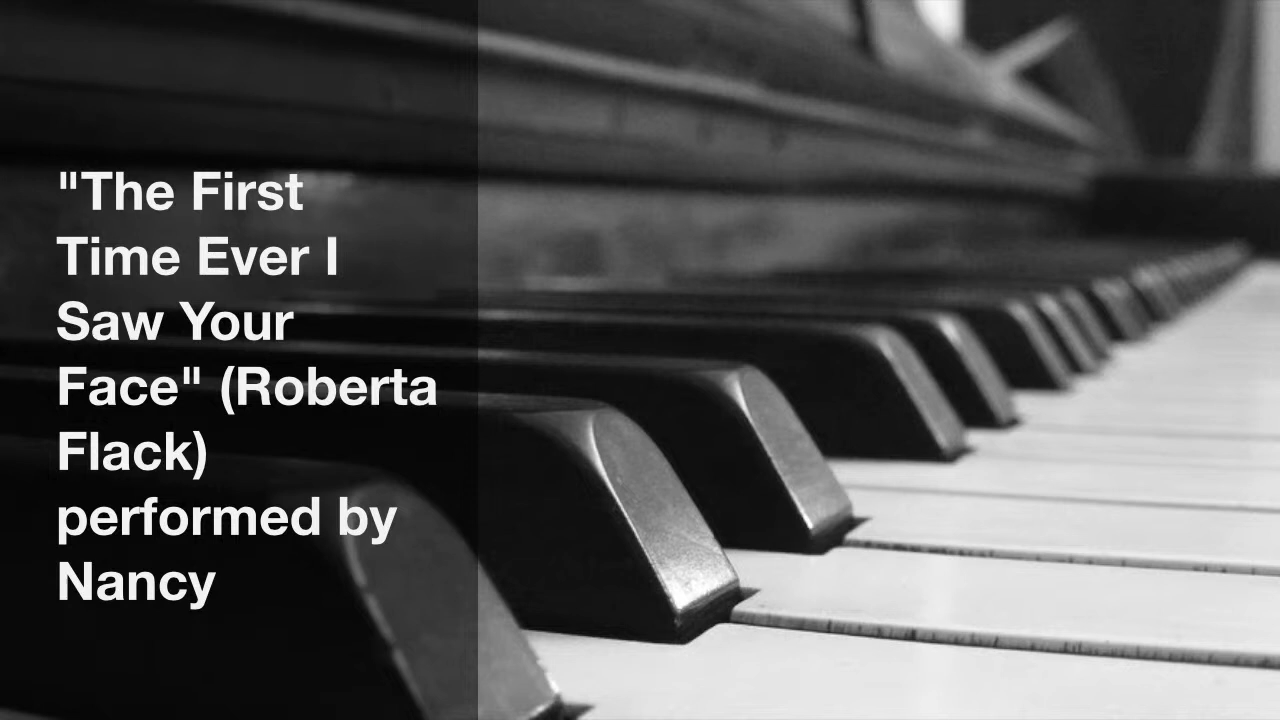 "The First
Time Ever I
Saw Your
Face" (Roberta
Flack)
performed by
Nancy